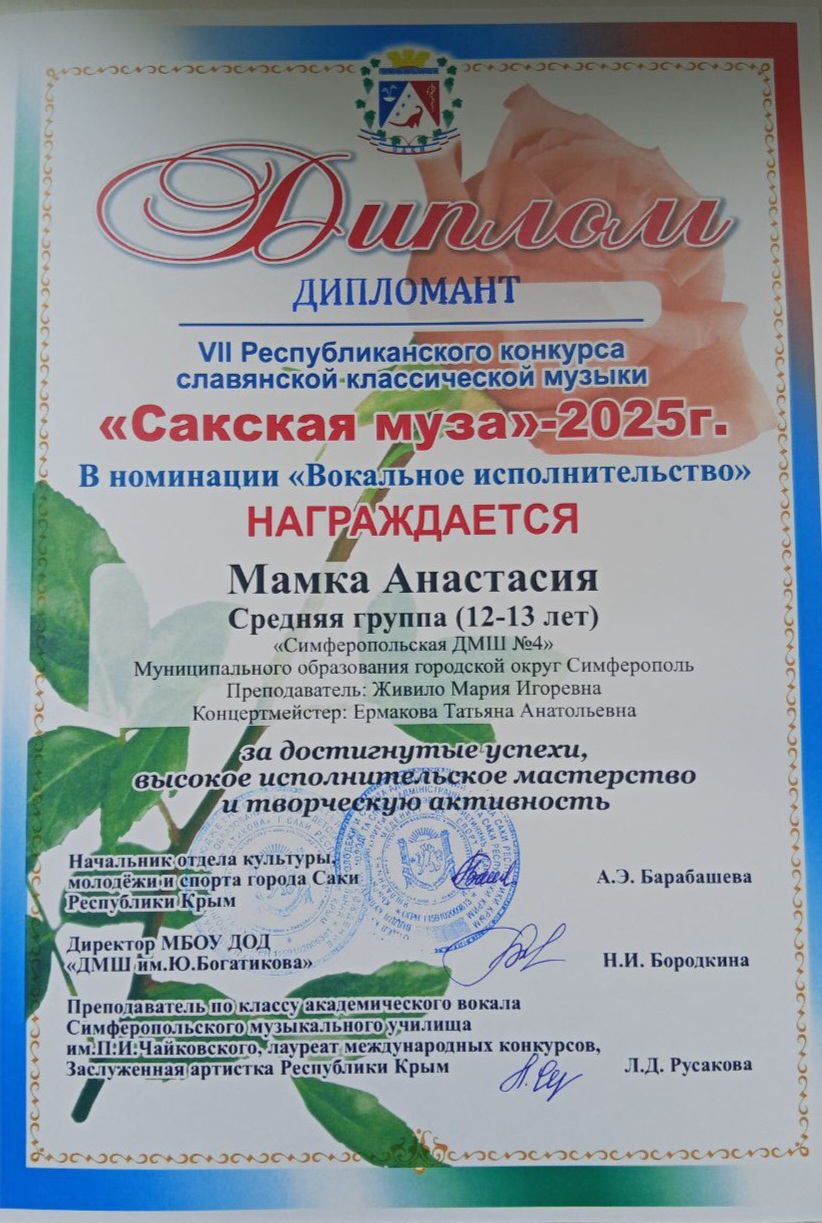 САКИ
Диплом
ДИПЛОМАНТ
VII Республиканского конкурса
славянской классической музыки
«Сакская муза»-2025г.
В номинации «Вокальное исполнительство»
НАГРАЖДАЕТСЯ
Мамка Анастасия
Средняя группа (12-13 лет)
«Симферопольская ДМШ №4»
Муниципального образования городской округ Симферополь
Преподаватель: Живило Мария Игоревна
Концертмейстер: Ермакова Татьяна Анатольевна
за достигнутые успехи,
высокое исполнительское мастерство
и творческую активность
Начальник отдела культуры,
молодёжи и спорта города Саки
Республики Крым
А.Э. Барабашева
Директор МБОУ ДОД
«ДМШ им.Ю.Богатикова»
Н.И. Бородкина
Преподаватель по классу академического вокала
Симферопольского музыкального училища
им.П.И.Чайковского, лауреат международных конкурсов,
Заслуженная артистка Республики Крым
Л.Д. Русакова